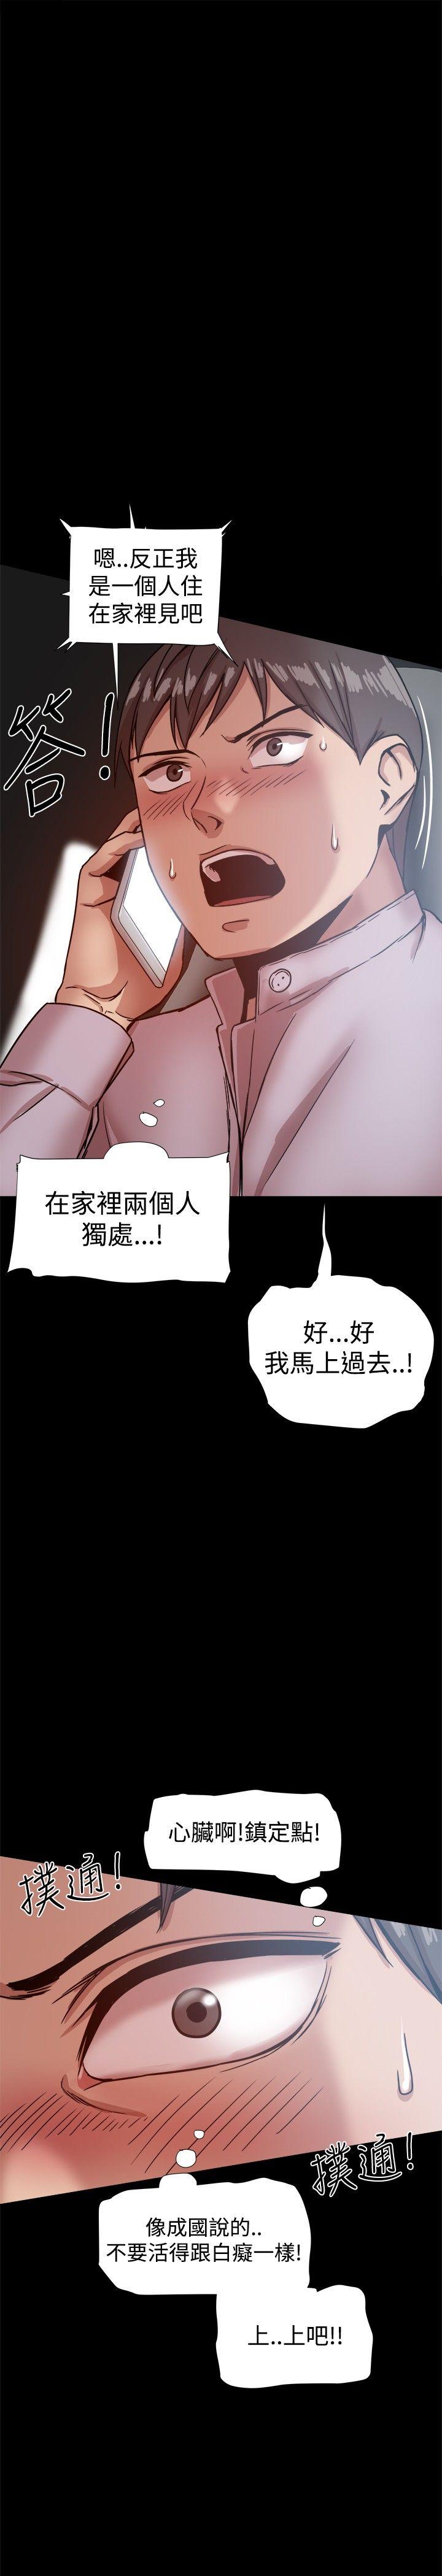 嗯..反正我
是一個人住
在家裡見吧
答!
在家裡兩個人
獨處...!
好...好
我馬上過去..!
心臟啊!鎮定點!
撲通!
撲通!
像成國說的..
不要活得跟白癡一樣!
上..上吧!!